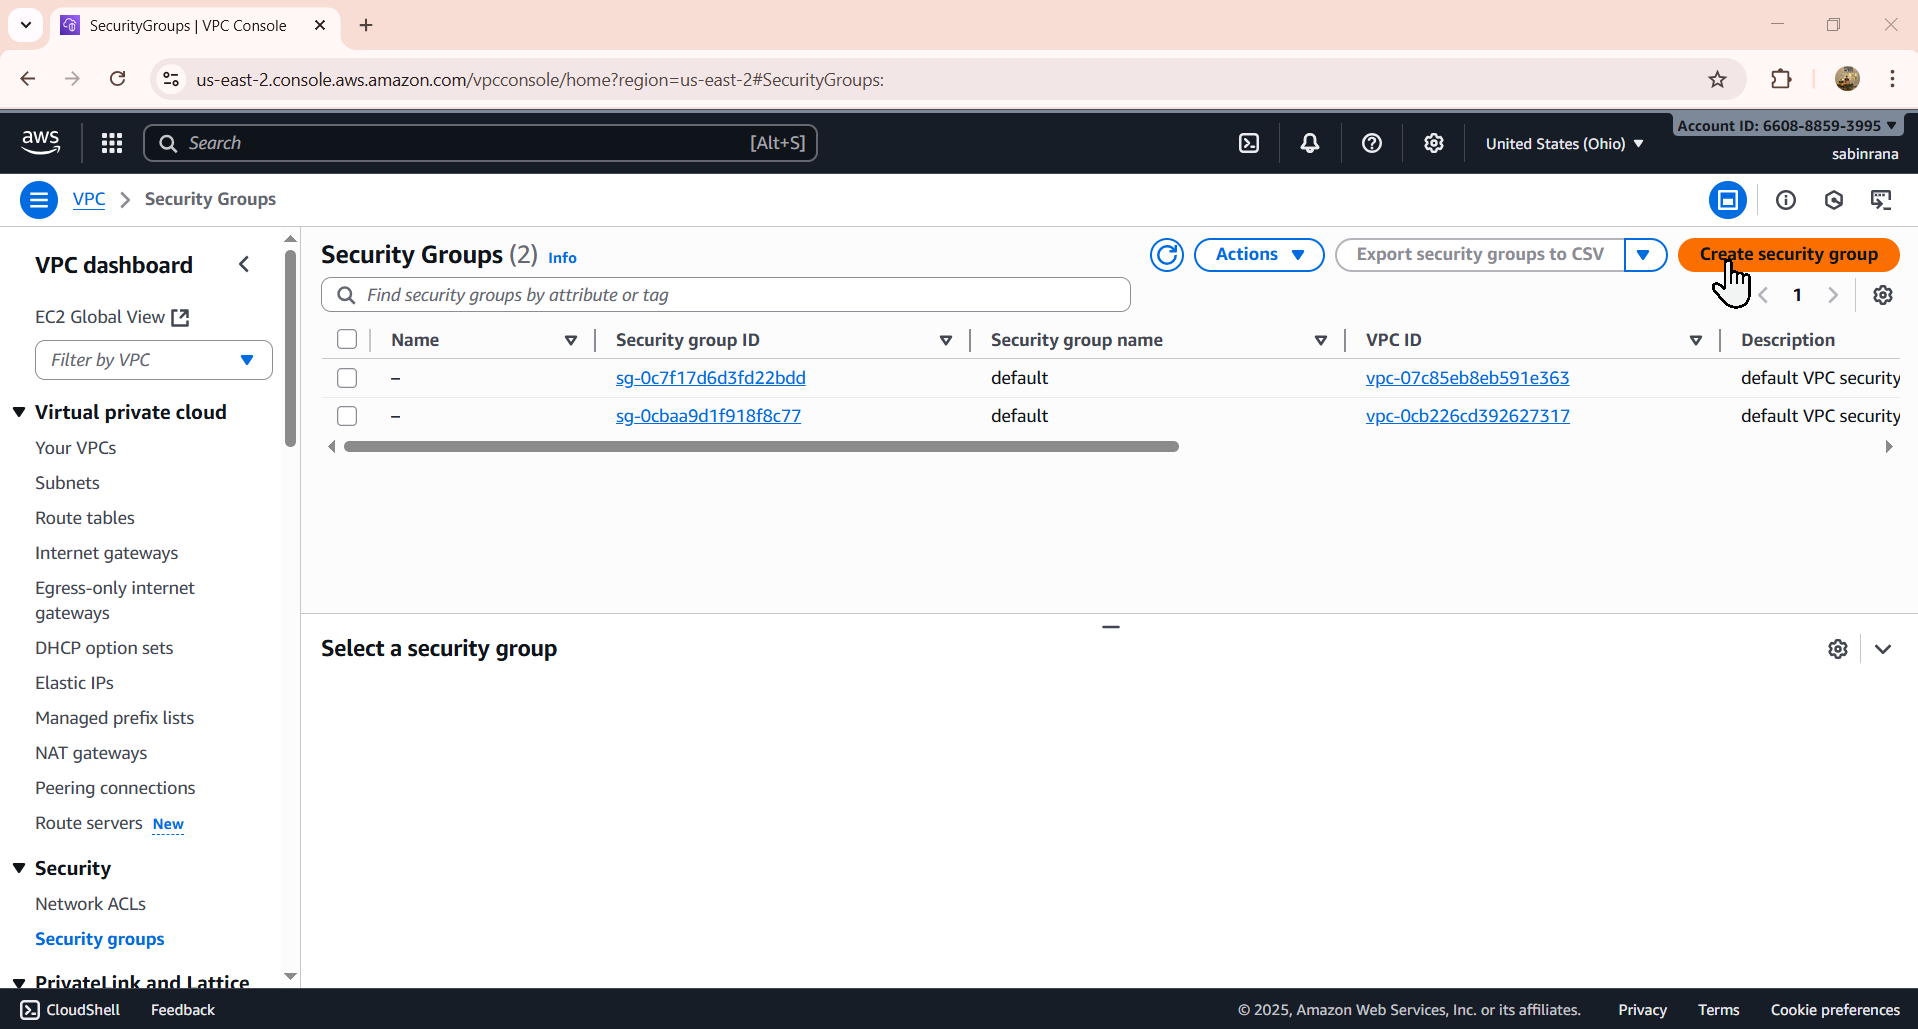 SecurityGroups | VPC Console
us-east-2.console.aws.amazon.com/vpcconsole/home?region=us-east-2#SecurityGroups:
aws
Search
[Alt+S]
United States (Ohio)
Account ID: 6608-8859-3995
sabinrana
VPC
Security Groups
VPC dashboard
EC2 Global View
Filter by VPC
Virtual private cloud
Your VPCs
Subnets
Route tables
Internet gateways
Egress-only internet
gateways
DHCP option sets
Elastic IPs
Managed prefix lists
NAT gateways
Peering connections
Route servers New
Security
Network ACLs
Security groups
PrivateLink and Lattice
Security Groups (2) Info
Actions
Export security groups to CSV
Create security group
Find security groups by attribute or tag
1
Name Security group ID Security group name VPC ID Description
– sg-0c7f17d6d3fd22bdd default vpc-07c85eb8eb591e363 default VPC security
– sg-0cbaa9d1f918f8c77 default vpc-0cb226cd392627317 default VPC security
Select a security group
CloudShell
Feedback
© 2025, Amazon Web Services, Inc. or its affiliates.
Privacy
Terms
Cookie preferences